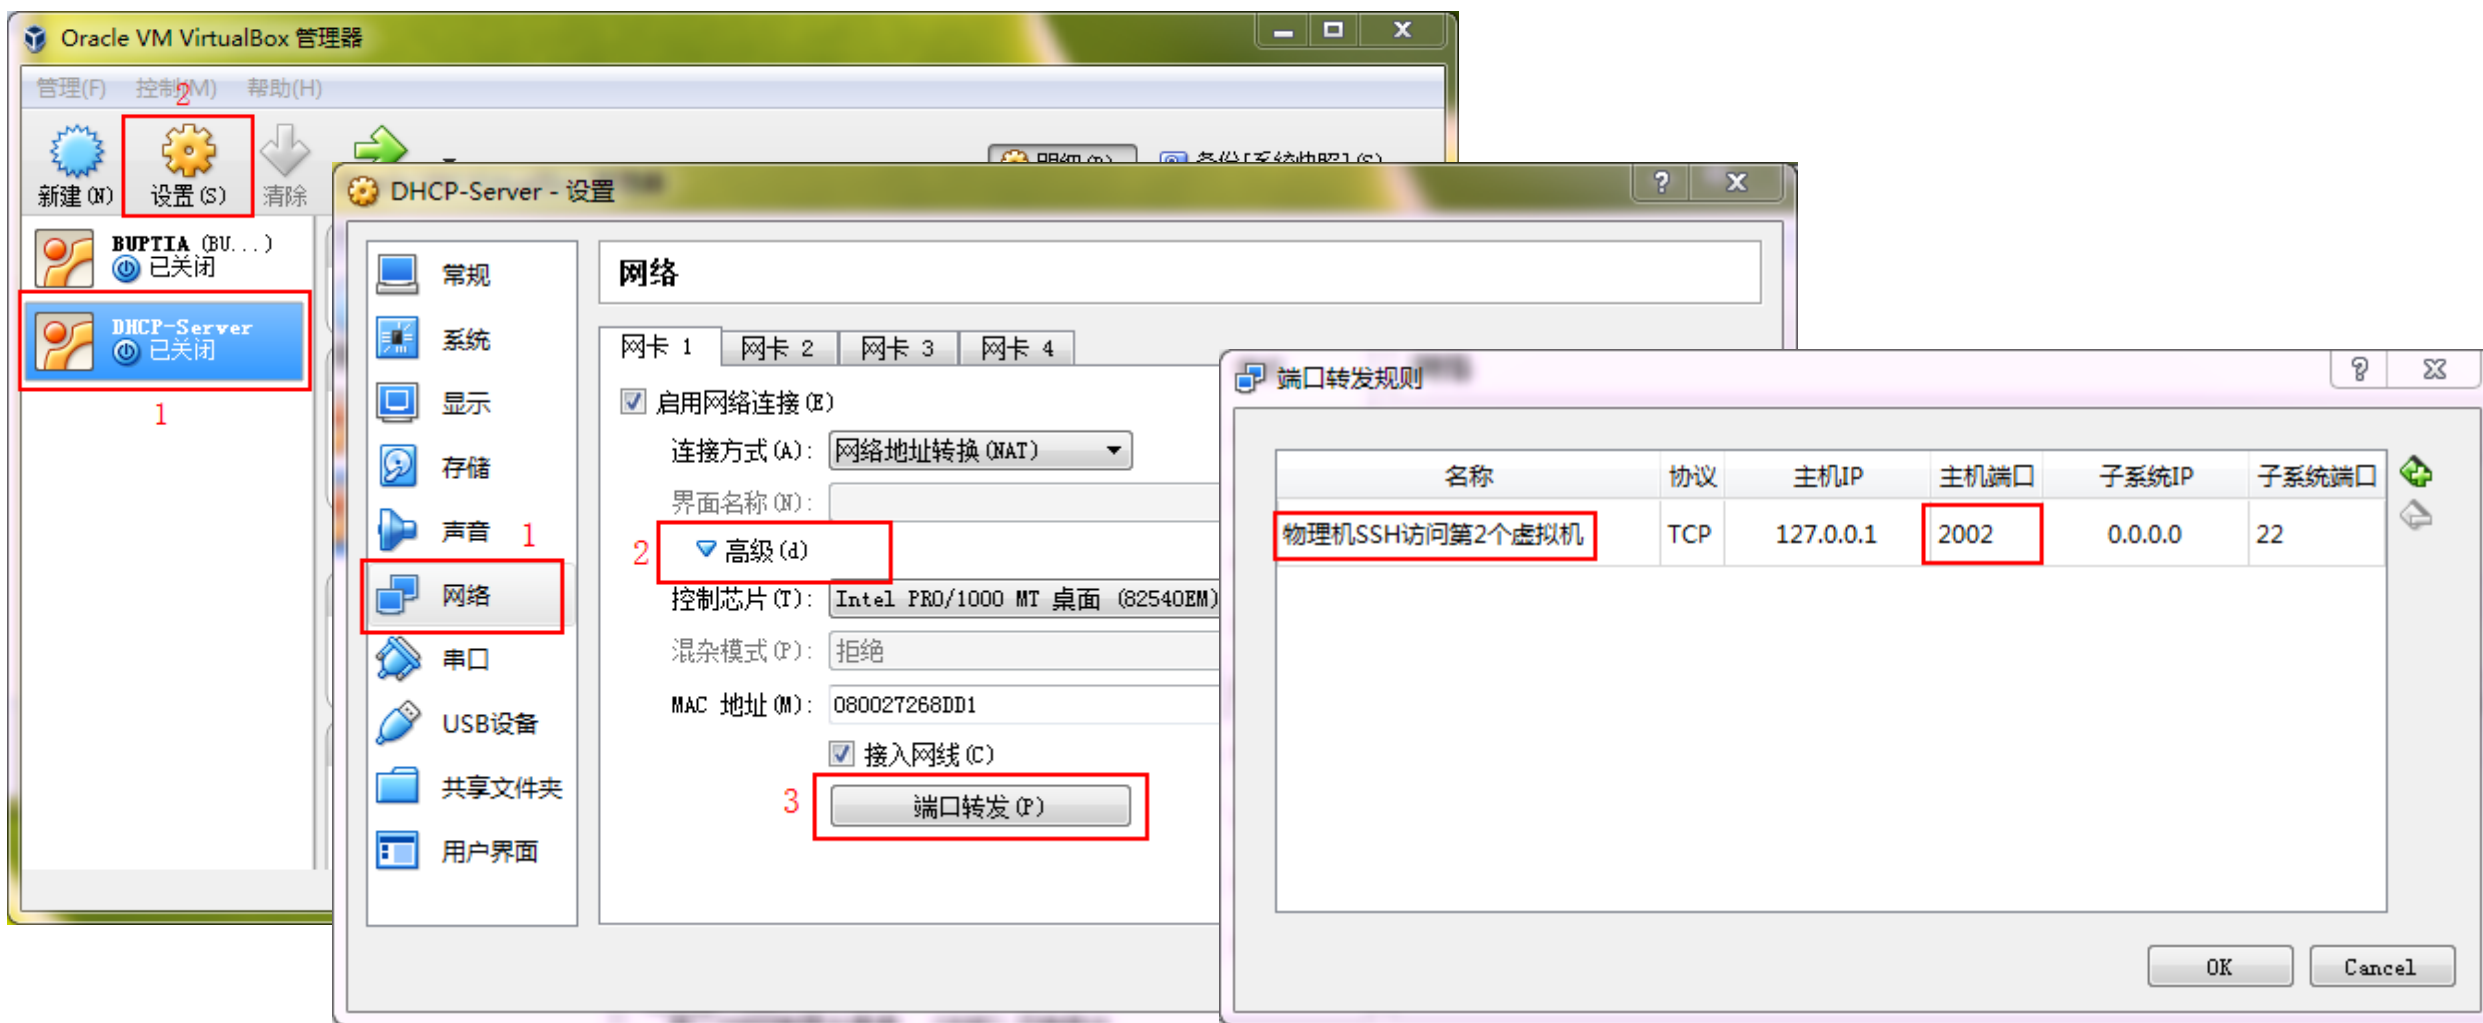 Oracle VM VirtualBox 管理器
管理(F) 控制(M) 帮助(H)
2
新建(N) 设置(S) 清除
备份[系统快照](S)
BUPTIA (BU...)
已关闭
DHCP-Server
已关闭
1
DHCP-Server - 设置
常规
系统
显示
存储
声音
1
网络
串口
USB设备
共享文件夹
用户界面
网络
网卡 1 网卡 2 网卡 3 网卡 4
启用网络连接(E)
连接方式(A): 网络地址转换(NAT)
界面名称(N):
2 高级(d)
控制芯片(T): Intel PRO/1000 MT 桌面 (82540EM)
混杂模式(P): 拒绝
MAC 地址(M): 080027268DD1
接入网线(C)
3 端口转发(P)
端口转发规则
名称 协议 主机IP 主机端口 子系统IP 子系统端口
物理机SSH访问第2个虚拟机 TCP 127.0.0.1 2002 0.0.0.0 22
OK Cancel